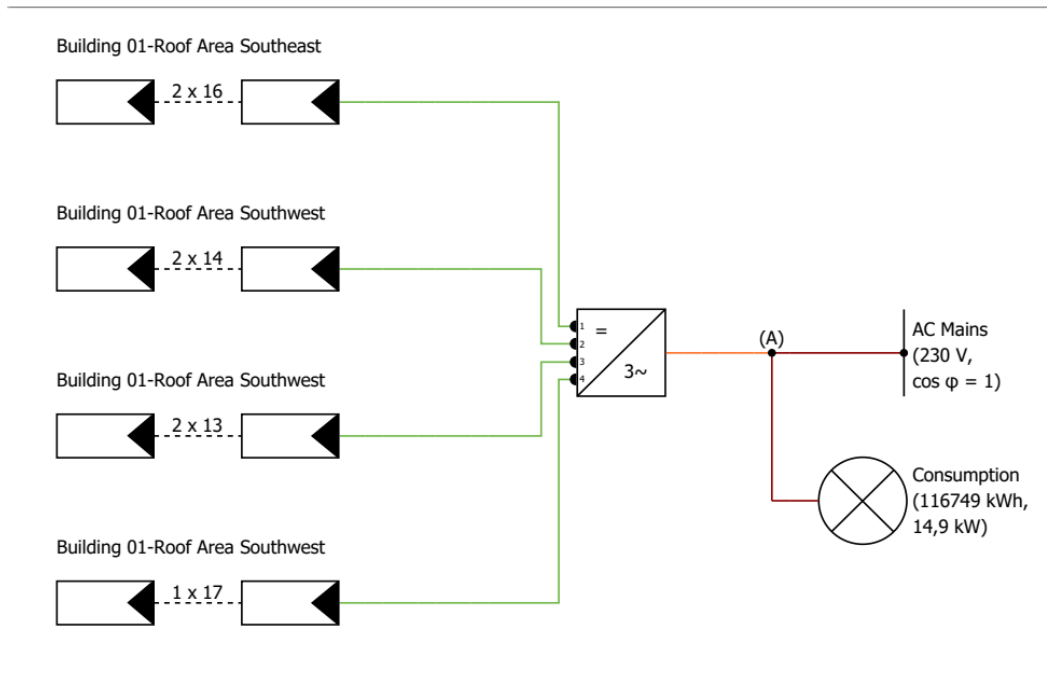 Building 01-Roof Area Southeast
2 x 16
Building 01-Roof Area Southwest
2 x 14
Building 01-Roof Area Southwest
2 x 13
Building 01-Roof Area Southwest
1 x 17
1
2
3
4
=
3~
(A)
AC Mains
(230 V,
cos φ = 1)
Consumption
(116749 kWh,
14,9 kW)